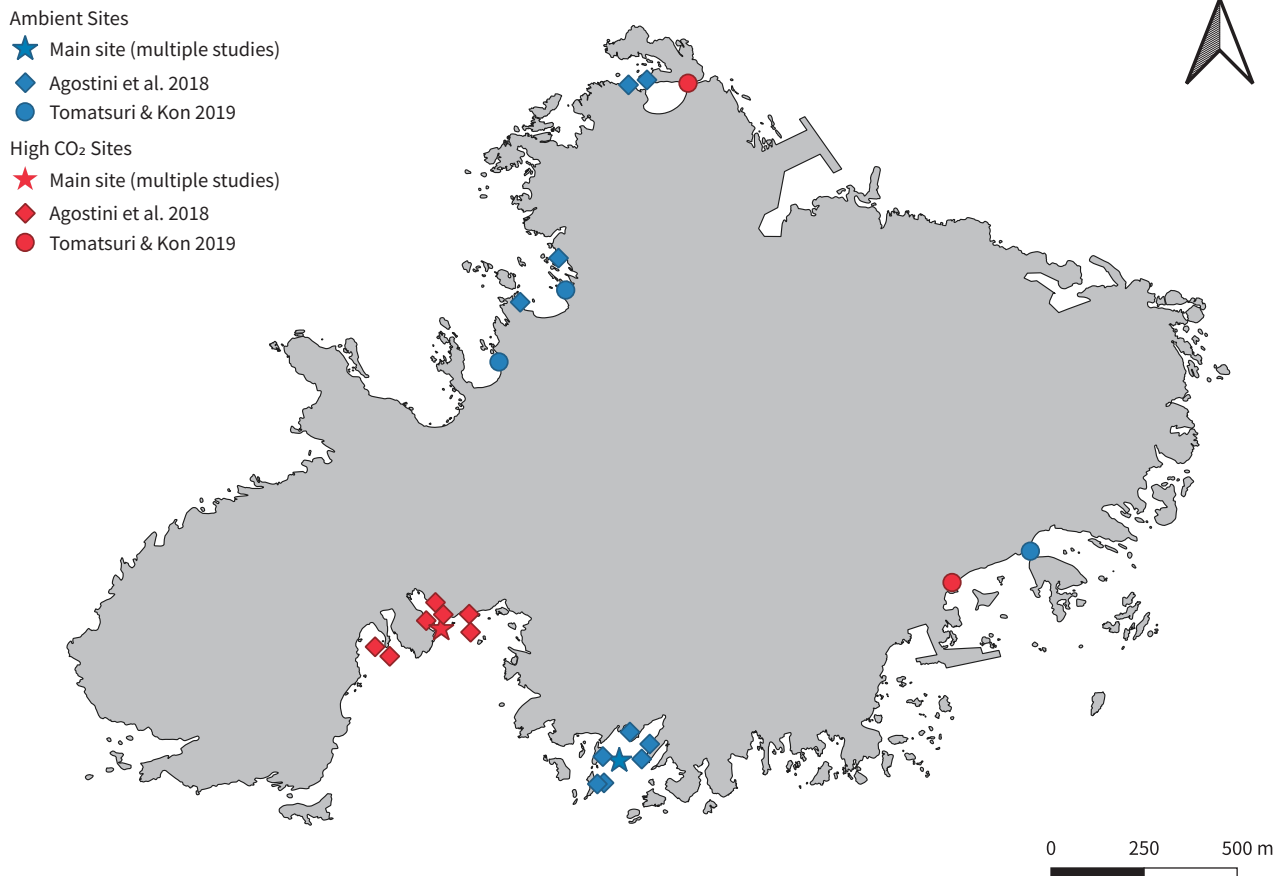 Ambient Sites
Main site (multiple studies)
Agostini et al. 2018
Tomatsuri & Kon 2019
High CO₂ Sites
Main site (multiple studies)
Agostini et al. 2018
Tomatsuri & Kon 2019
0 250 500 m